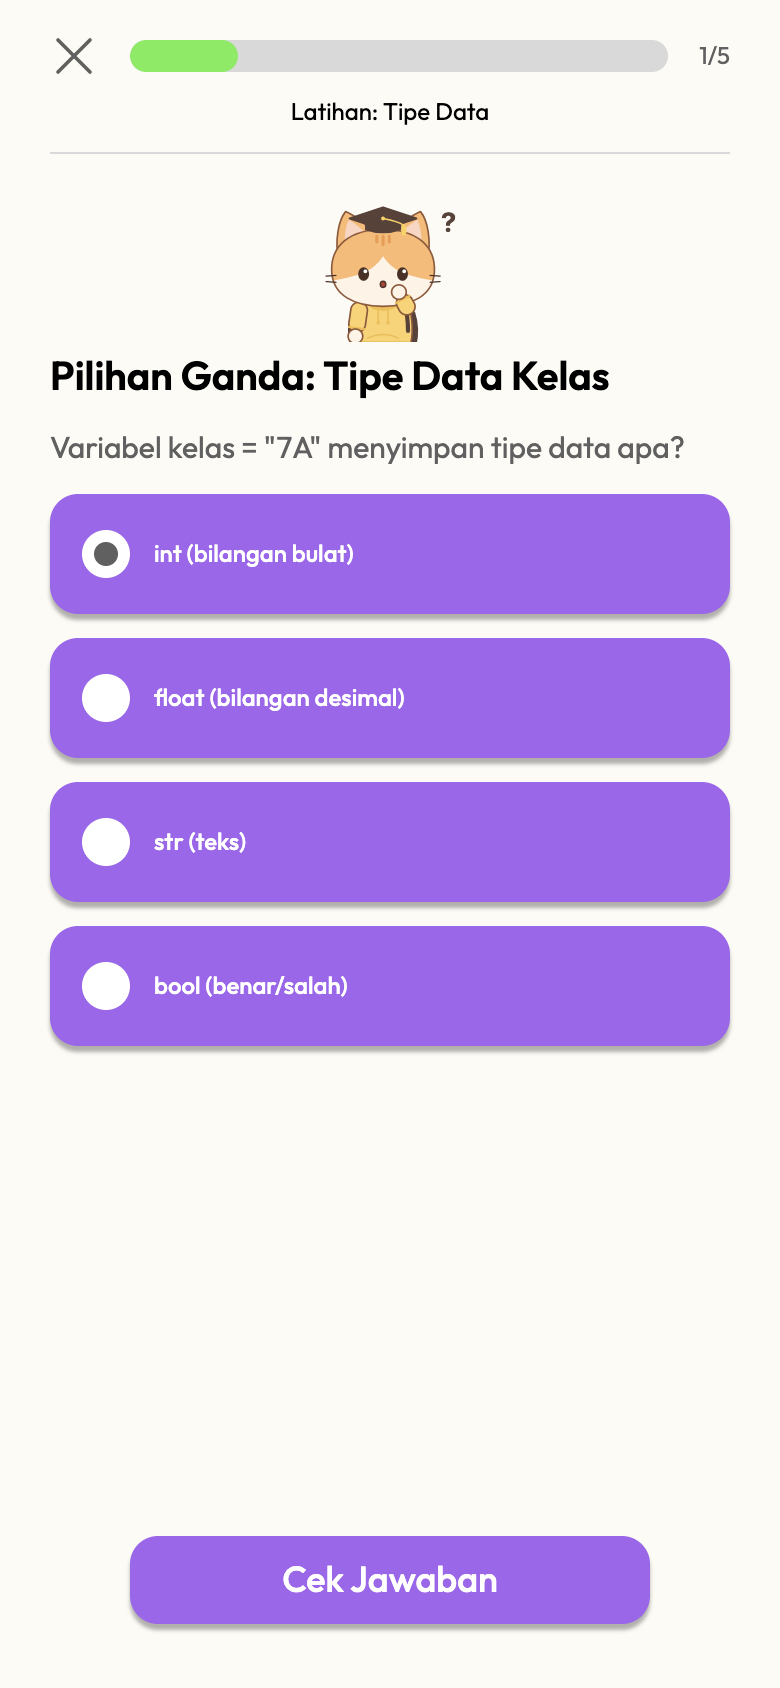 1/5
Latihan: Tipe Data
?
Pilihan Ganda: Tipe Data Kelas
Variabel kelas = "7A" menyimpan tipe data apa?
int (bilangan bulat)
float (bilangan desimal)
str (teks)
bool (benar/salah)
Cek Jawaban